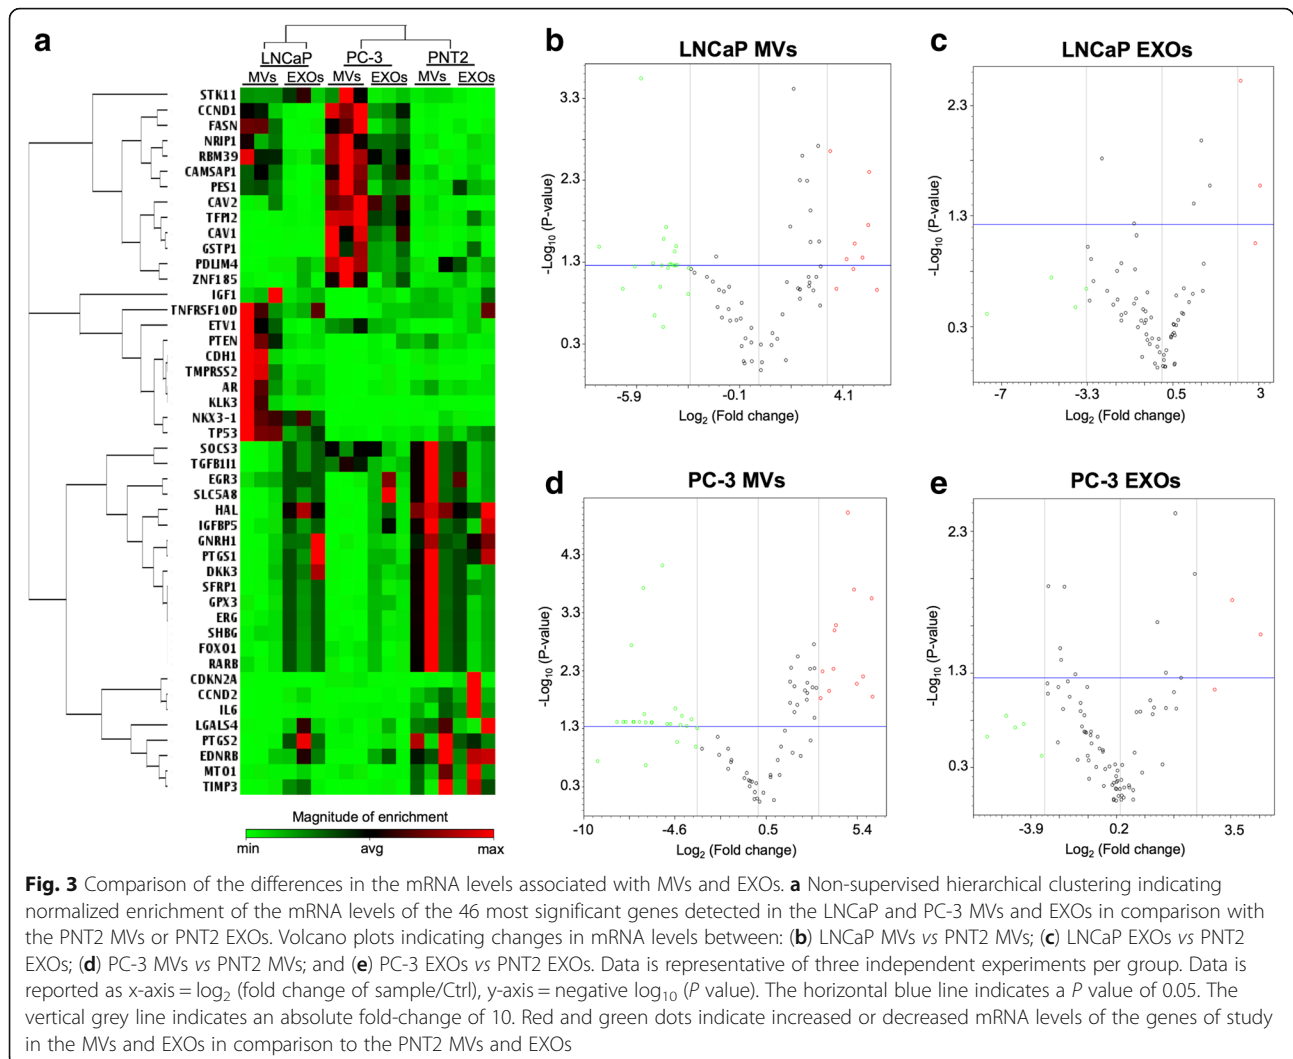 a
LNCaP PC-3 PNT2
MVs EXOs MVs EXOs MVs EXOs
STK11
CCND1
FASN
NRIP1
RBM39
CAMSAP1
PES1
CAV2
TFPI2
CAV1
GSTP1
PDLIM4
ZNF185
IGF1
TNFRSF10D
ETV1
PTEN
CDH1
TMPRSS2
AR
KLK3
NKX3-1
TP53
SOCS3
TGFB1I1
EGR3
SLC5A8
HAL
IGFBP5
GNRH1
PTGS1
DKK3
SFRP1
GPX3
ERG
SHBG
FOXO1
RARB
CDKN2A
CCND2
IL6
LGALS4
PTGS2
EDNRB
MTO1
TIMP3
Magnitude of enrichment
min avg max
b
LNCaP MVs
-Log10 (P-value)
3.3
2.3
1.3
0.3
-5.9 -0.1 4.1
Log2 (Fold change)
c
LNCaP EXOs
-Log10 (P-value)
2.3
1.3
0.3
-7 -3.3 0.5 3
Log2 (Fold change)
d
PC-3 MVs
-Log10 (P-value)
4.3
3.3
2.3
1.3
0.3
-10 -4.6 0.5 5.4
Log2 (Fold change)
e
PC-3 EXOs
-Log10 (P-value)
2.3
1.3
0.3
-3.9 0.2 3.5
Log2 (Fold change)
Fig. 3 Comparison of the differences in the mRNA levels associated with MVs and EXOs. a Non-supervised hierarchical clustering indicating
normalized enrichment of the mRNA levels of the 46 most significant genes detected in the LNCaP and PC-3 MVs and EXOs in comparison with
the PNT2 MVs or PNT2 EXOs. Volcano plots indicating changes in mRNA levels between: (b) LNCaP MVs vs PNT2 MVs; (c) LNCaP EXOs vs PNT2
EXOs; (d) PC-3 MVs vs PNT2 MVs; and (e) PC-3 EXOs vs PNT2 EXOs. Data is representative of three independent experiments per group. Data is
reported as x-axis = log2 (fold change of sample/Ctrl), y-axis = negative log10 (P value). The horizontal blue line indicates a P value of 0.05. The
vertical grey line indicates an absolute fold-change of 10. Red and green dots indicate increased or decreased mRNA levels of the genes of study
in the MVs and EXOs in comparison to the PNT2 MVs and EXOs